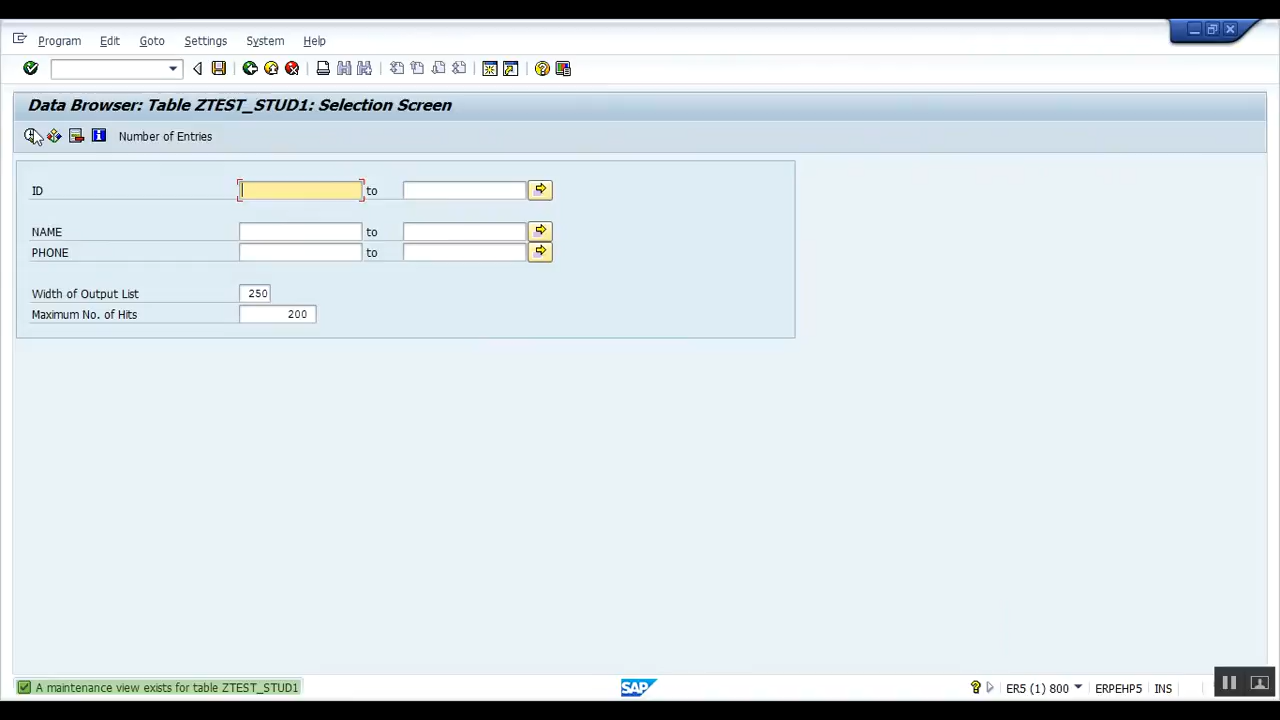 Program Edit Goto Settings System Help
Data Browser: Table ZTEST_STUD1: Selection Screen
Number of Entries
ID to
NAME to
PHONE to
Width of Output List 250
Maximum No. of Hits 200
A maintenance view exists for table ZTEST_STUD1 SAP ER5 (1) 800 ERPEHP5 INS